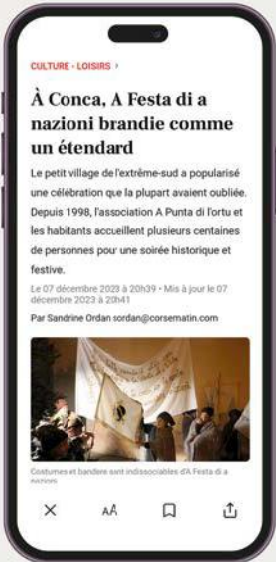 CULTURE - LOISIRS ›
À Conca, A Festa di a
nazioni brandie comme
un étendard
Le petit village de l'extrême-sud a popularisé
une célébration que la plupart avaient oubliée.
Depuis 1998, l'association A Punta di l'ortu et
les habitants accueillent plusieurs centaines
de personnes pour une soirée historique et
festive.
Le 07 décembre 2023 à 20h39 • Mis à jour le 07
décembre 2023 à 20h41
Par Sandrine Ordan sordan@corsematin.com
Costumes et bandere sont indissociables d'A Festa di a
AA